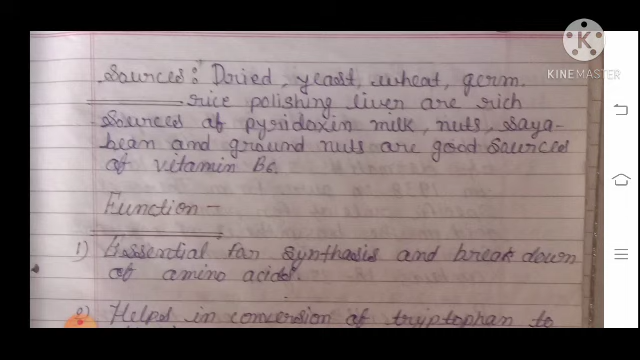 KINEMASTER
Sources: Dried, yeast, wheat, germ.
rice polishing liver are rich
sources of pyridoxin milk, nuts, saya-
bean and ground nuts are good sources
of vitamin B6.
Function -
1) Essential for synthesis and break down
of amino acids.
2) Helps in conversion of tryptophan to